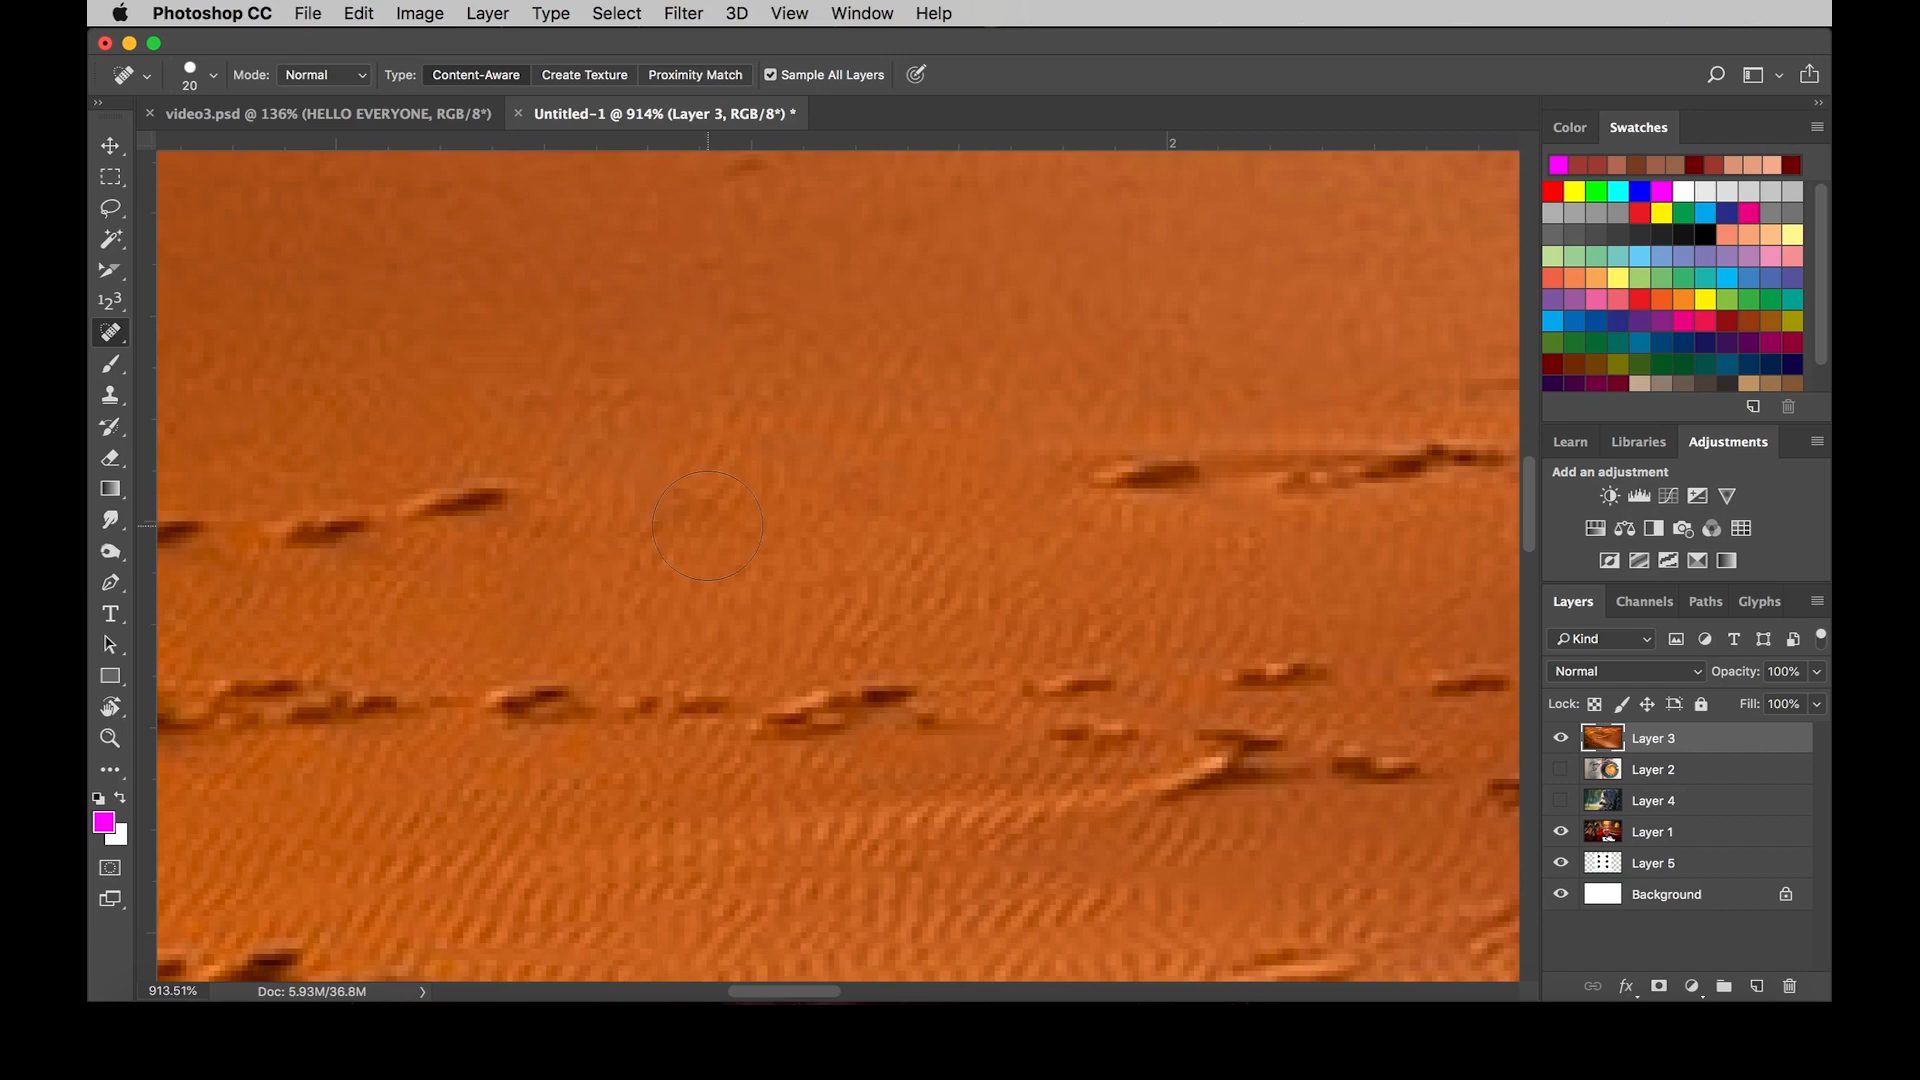 Photoshop CC File Edit Image Layer Type Select Filter 3D View Window Help
20 Mode: Normal Type: Content-Aware Create Texture Proximity Match Sample All Layers
video3.psd @ 136% (HELLO EVERYONE, RGB/8*) Untitled-1 @ 914% (Layer 3, RGB/8*) *
2
Color Swatches
Learn Libraries Adjustments
Add an adjustment
Layers Channels Paths Glyphs
Kind
Normal Opacity: 100%
Lock: Fill: 100%
Layer 3
Layer 2
Layer 4
Layer 1
Layer 5
Background
913.51% Doc: 5.93M/36.8M